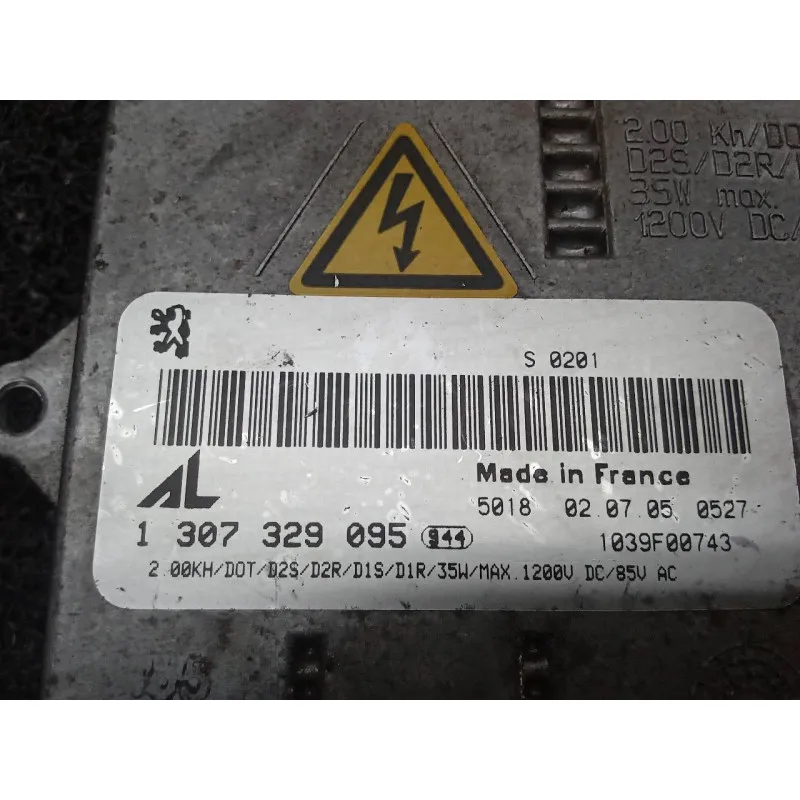 2.00 Kh/DO
D2S/D2R/
35W max.
1200V DC/
S 0201
AL
Made in France
5018 02.07.05 0527
1 307 329 095 944 1039F00743
2.00KH/DOT/D2S/D2R/D1S/D1R/35W/MAX.1200V DC/85V AC